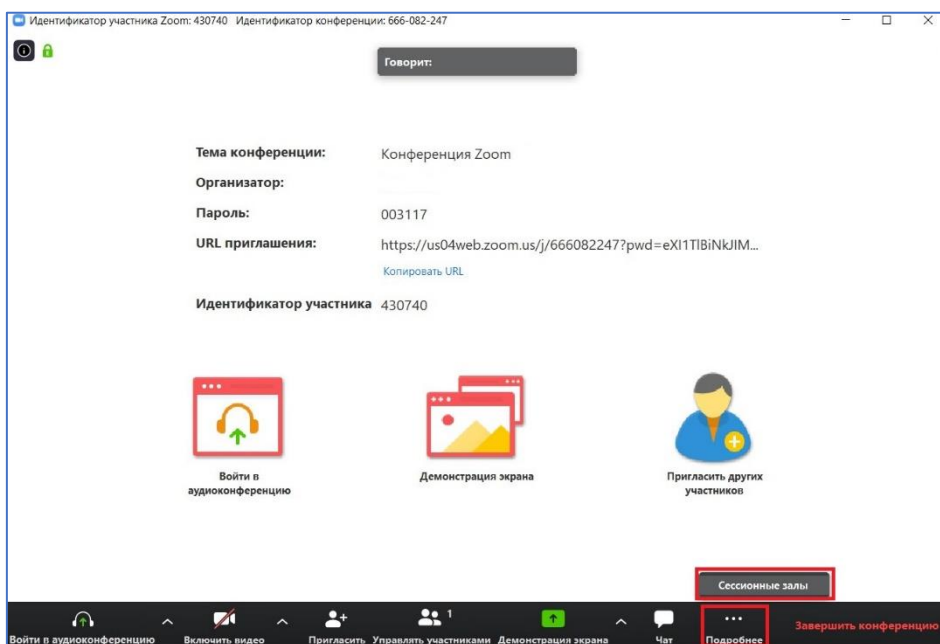 Идентификатор участника Zoom: 430740 Идентификатор конференции: 666-082-247
Говорит:
Тема конференции: Конференция Zoom
Организатор:
Пароль: 003117
URL приглашения: https://us04web.zoom.us/j/666082247?pwd=eXI1TlBiNkJIM...
Копировать URL
Идентификатор участника 430740
Войти в
аудиоконференцию
Демонстрация экрана
Пригласить других
участников
Сессионные залы
1
Войти в аудиоконференцию Включить видео Пригласить Управлять участниками Демонстрация экрана Чат Подробнее Завершить конференцию